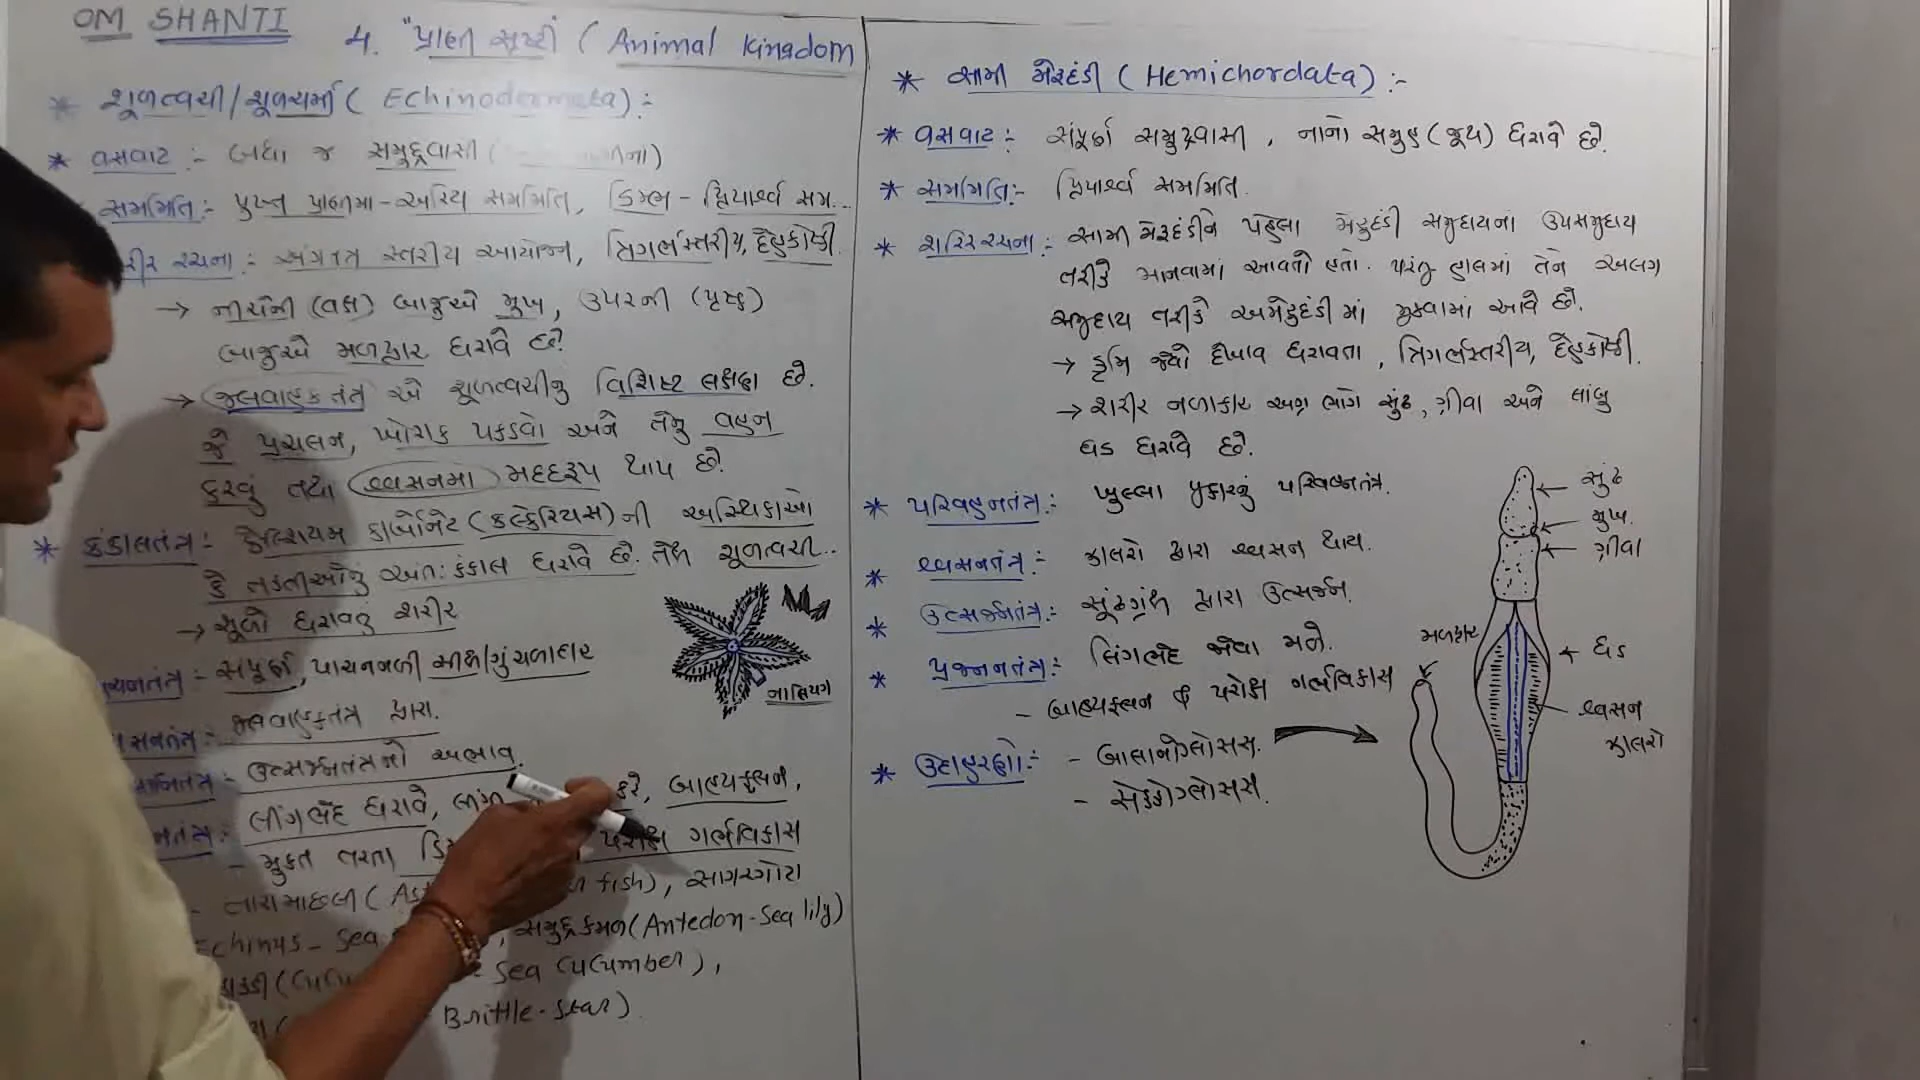 OM SHANTI
4. "પ્રાણી સૃષ્ટી (Animal Kingdom
* શૂળત્વચી/શૂળચર્મી (Echinodermata) :-
* વસવાટ :- બધા જ સમુદ્રવાસી (
સમમિતિ :- પુખ્ત પ્રાણીમા - અરિય સમમિતિ, ડિમ્ભ - દ્વિપાર્શ્વ સમ...
રચના :- અંગતંત્ર સ્તરીય આયોજન, ત્રિગર્ભસ્તરીય, દેહકોષ્ઠી.
→ નીચેની (વક્ષ) બાજુએ મુખ, ઉપરની (પૃષ્ઠ)
બાજુએ મળદ્વાર ધરાવે છે.
→ જલવાહકતંત્ર એ શૂળત્વચીનું વિશિષ્ટ લક્ષણ છે.
જે પ્રચલન, ખોરાક પકડવો અને તેનુ વહન
કરવું તથા શ્વસનમાં મદદરૂપ થાય છે.
* કંકાલતંત્ર :- કેલ્શિયમ કાર્બોનેટ (કેલ્કેરિયસ) ની અસ્થિકાઓ
કે તકતીઓનું અંત: કંકાલ ધરાવે છે. તેથી શૂળત્વચી..
→ શૂળો ધરાવતું શરીર
:- સંપૂર્ણ, પાચનનળી સીધી/ગુંચળાદાર
:- જલવાહકતંત્ર દ્વારા.
:- ઉત્સર્જનતંત્રનો અભાવ.
:- લીંગભેદ ધરાવે, કરે, બાહ્યફલન,
- મુક્ત તરતા પરોક્ષ ગર્ભવિકાસ
- તારામાછલી ( fish), સાગરગોટા
Echinus - Sea , સમુદ્રકમળ (Antedon - Sea lily)
- Sea Cucumber),
Brittle - Star).
બાહ્યગે
* સામી મેરૂદંડી (Hemichordata) :-
* વસવાટ :- સંપૂર્ણ સમુદ્રવાસી, નાનો સમુહ (જૂથ) ધરાવે છે.
* સમમિતિ :- દ્વિપાર્શ્વ સમમિતિ.
* શરિરરચના :- સામી મેરૂદંડીને પહેલા મેરૂદંડી સમુદાયના ઉપસમુદાય
તરીકે માનવામાં આવતો હતો. પરંતુ હાલમાં તેને અલગ
સમુદાય તરીકે અમેરૂદંડીમાં મુકવામાં આવે છે.
→ કૃમિ જેવો દેખાવ ધરાવતા, ત્રિગર્ભસ્તરીય, દેહકોષ્ઠી.
→ શરીર નળાકાર અગ્ર ભાગે સુંઢ, ગ્રીવા અને લાંબુ
ધડ ધરાવે છે.
* પરિવહનતંત્ર :- ખુલ્લા પ્રકારનું પરિવહનતંત્ર.
* શ્વસનતંત્ર :- ઝાલરો દ્વારા શ્વસન થાય.
* ઉત્સર્જનતંત્ર :- સૂંઢગ્રંથિ દ્વારા ઉત્સર્જન.
* પ્રજનનતંત્ર :- લિંગભેદ જોવા મળે.
- બાહ્યફલન & પરોક્ષ ગર્ભવિકાસ
* ઉદાહરણો :- - બાલાનોગ્લોસસ.
- સેક્કોગ્લોસસ.
સુંઢ
મુખ.
ગ્રીવા
મળદ્વાર
ધડ
શ્વસન
ઝાલરો